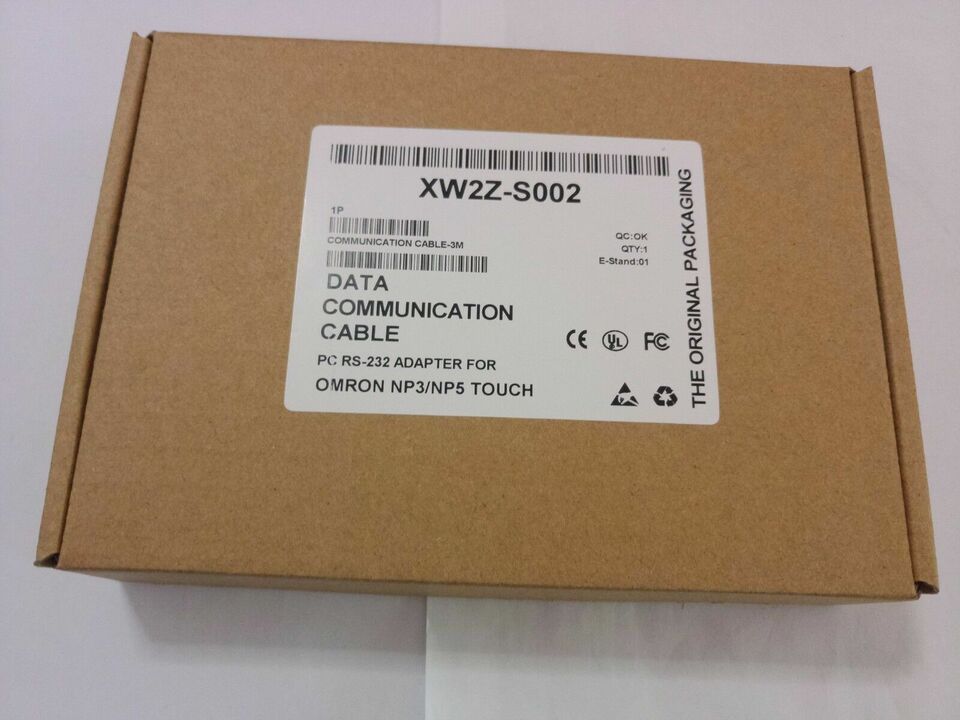 XW2Z-S002
1P
COMMUNICATION CABLE-3M
QC:OK
QTY:1
E-Stand:01
DATA
COMMUNICATION
CABLE
PC RS-232 ADAPTER FOR
OMRON NP3/NP5 TOUCH
CE
UL
FC
THE ORIGINAL PACKAGING